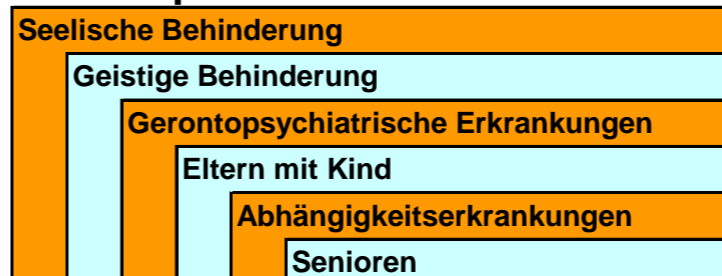 Seelische Behinderung
Geistige Behinderung
Gerontopsychiatrische Erkrankungen
Eltern mit Kind
Abhängigkeitserkrankungen
Senioren